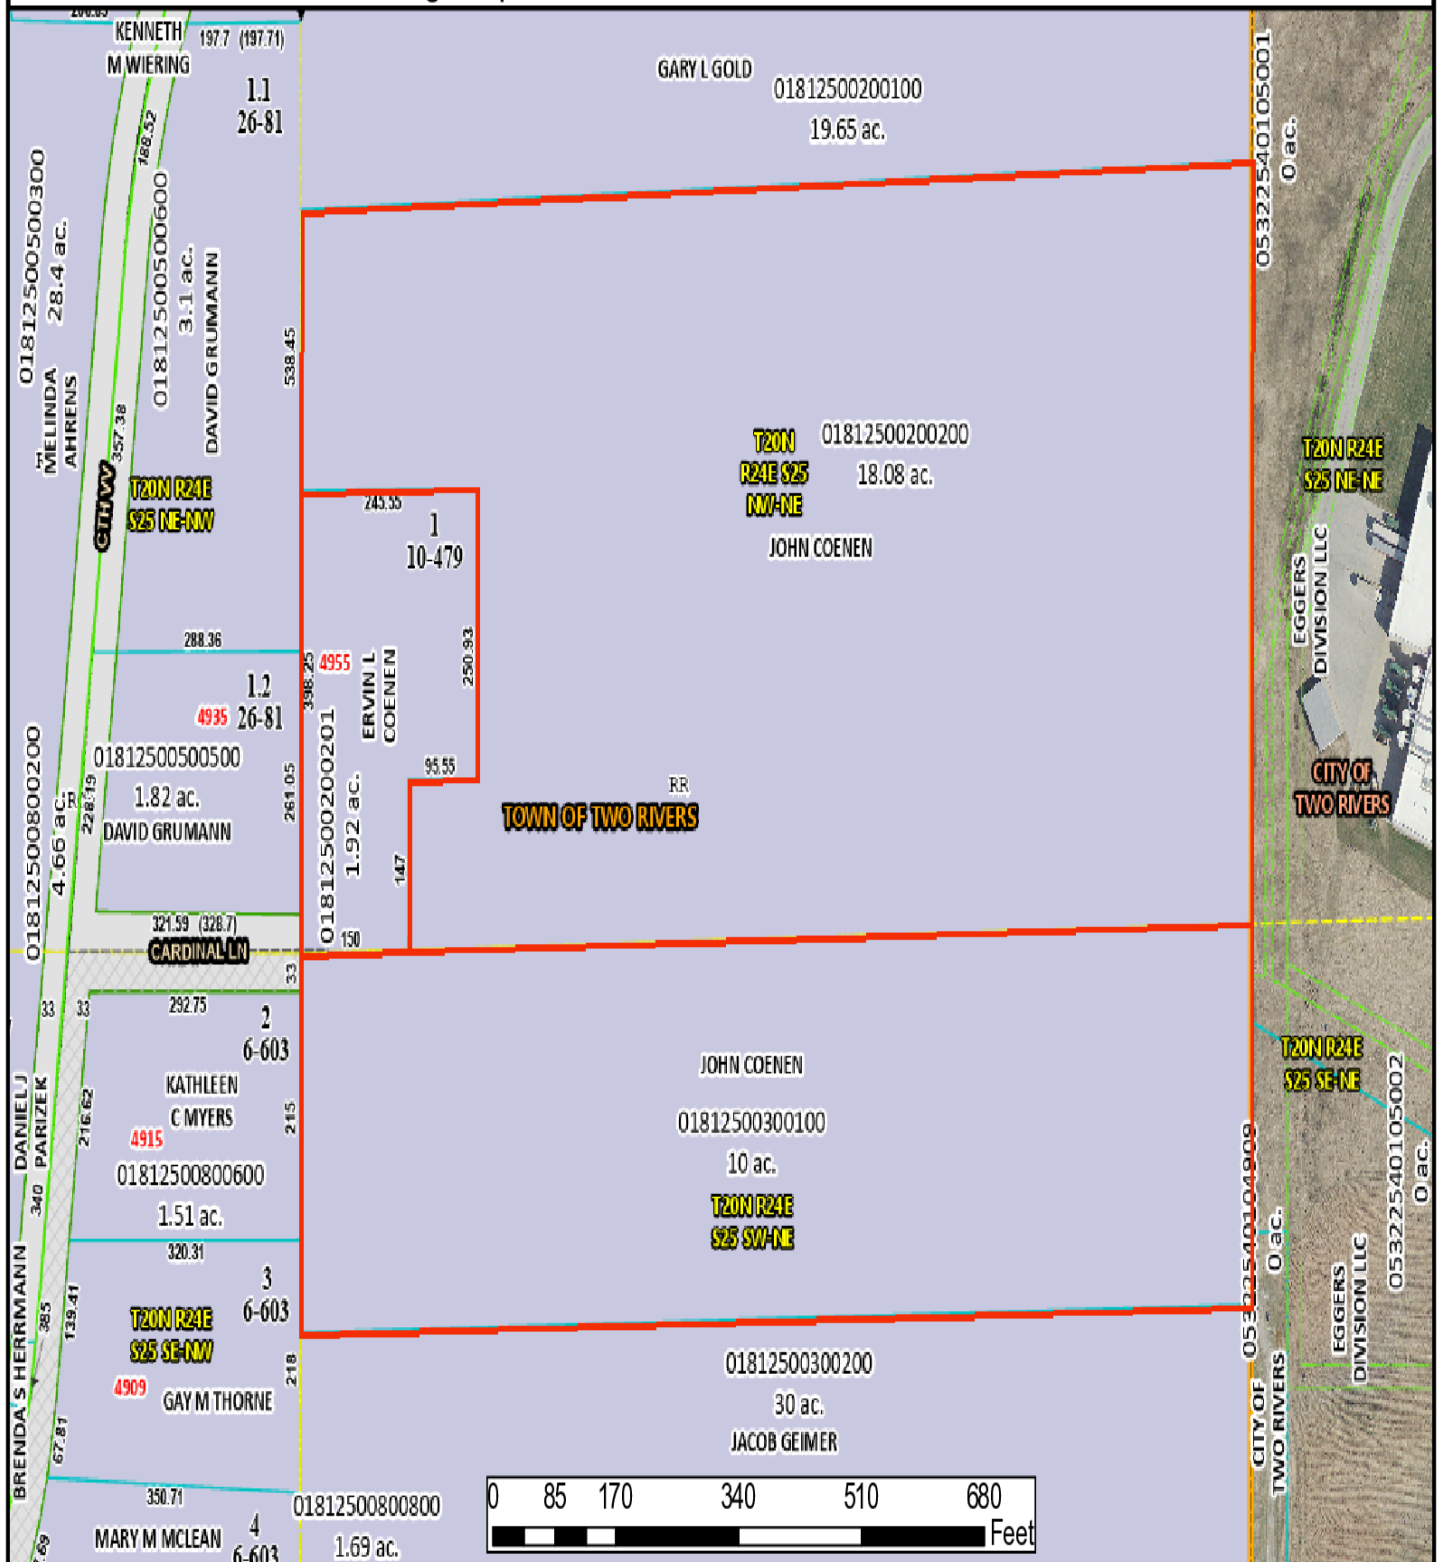 KENNETH
M WIERING
197.7 (197.71)
1.1
26-81
GARY L GOLD
01812500200100
19.65 ac.
0532254010105001
0 ac.
188.52
01812500500300
28.4 ac.
MELINDA
AHRENS
01812500500600
3.1 ac.
DAVID GRUMANN
357.38
CTH VV
T20N R24E
S25 NE-NW
538.45
T20N
R24E S25
NW-NE
01812500200200
18.08 ac.
JOHN COENEN
T20N R24E
S25 NE-NE
EGGERS
DIVISION LLC
245.55
1
10-479
250.93
288.36
398.25
4955
ERVIN L
COENEN
01812500200201
1.92 ac.
1.2
26-81
4935
01812500500500
1.82 ac.
DAVID GRUMANN
228.19
261.05
01812500800200
4.66 ac.
95.55
147
150
RR
TOWN OF TWO RIVERS
CITY OF
TWO RIVERS
321.59 (328.7)
CARDINAL LN
33
33
33
292.75
2
6-603
KATHLEEN
C MYERS
4915
01812500800600
1.51 ac.
216.62
215
DANIEL J
PARIZEK
340
JOHN COENEN
01812500300100
10 ac.
T20N R24E
S25 SW-NE
T20N R24E
S25 SE-NE
0 ac.
EGGERS
DIVISION LLC
0 ac.
320.31
3
6-603
T20N R24E
S25 SE-NW
4909
GAY M THORNE
139.41
385
218
67.81
BRENDA S HERRMANN
01812500300200
30 ac.
JACOB GEIMER
CITY OF
TWO RIVERS
350.71
MARY M MCLEAN
4
6-603
01812500800800
1.69 ac.
0 85 170 340 510 680
Feet